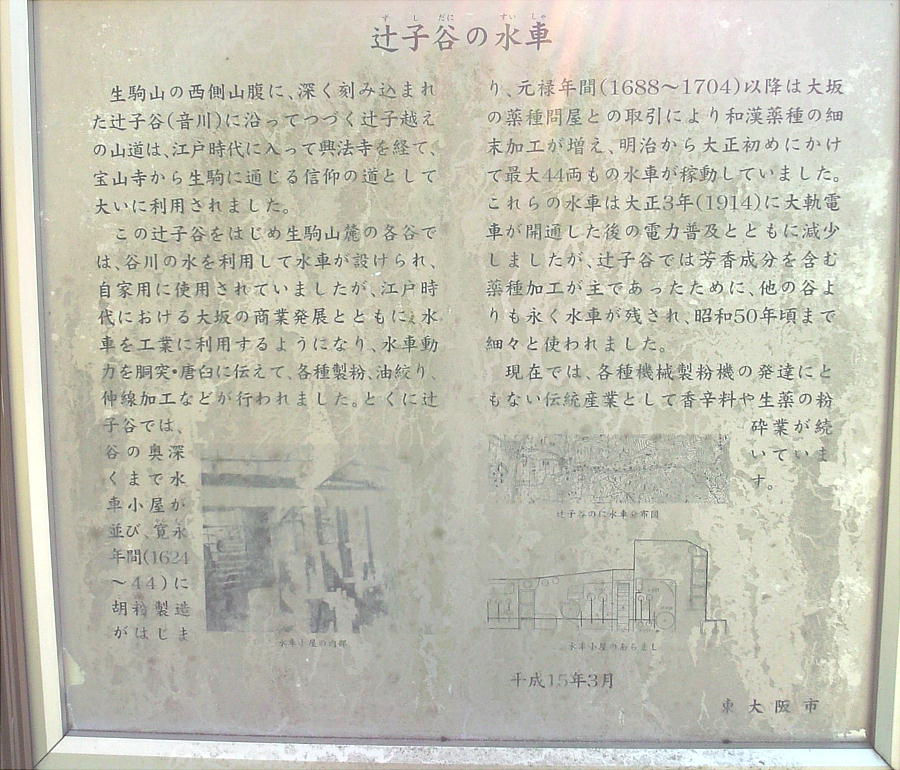 ずしだに すいしゃ
辻子谷の水車
生駒山の西側山腹に、深く刻み込まれ
た辻子谷(音川)に沿ってつづく辻子越え
の山道は、江戸時代に入って興法寺を経て、
宝山寺から生駒に通じる信仰の道として
大いに利用されました。
この辻子谷をはじめ生駒山麓の各谷で
は、谷川の水を利用して水車が設けられ、
自家用に使用されていましたが、江戸時
代における大坂の商業発展とともに、水
車を工業に利用するようになり、水車動
力を胴突・唐臼に伝えて、各種製粉、油絞り、
伸線加工などが行われました。とくに辻
子谷では、
谷の奥深
くまで水
車小屋が
並び、寛永
年間(1624
～44)に
胡粉製造
がはじま
水車小屋の内部
り、元禄年間(1688～1704)以降は大坂
の薬種問屋との取引により和漢薬種の細
末加工が増え、明治から大正初めにかけ
て最大44両もの水車が稼動していました。
これらの水車は大正3年(1914)に大軌電
車が開通した後の電力普及とともに減少
しましたが、辻子谷では芳香成分を含む
薬種加工が主であったために、他の谷よ
りも永く水車が残され、昭和50年頃まで
細々と使われました。
現在では、各種機械製粉機の発達にと
もない伝統産業として香辛料や生薬の粉
砕業が続
いていま
す。
辻子谷のに水車分布図
水車小屋のあらまし
平成15年3月
東大阪市